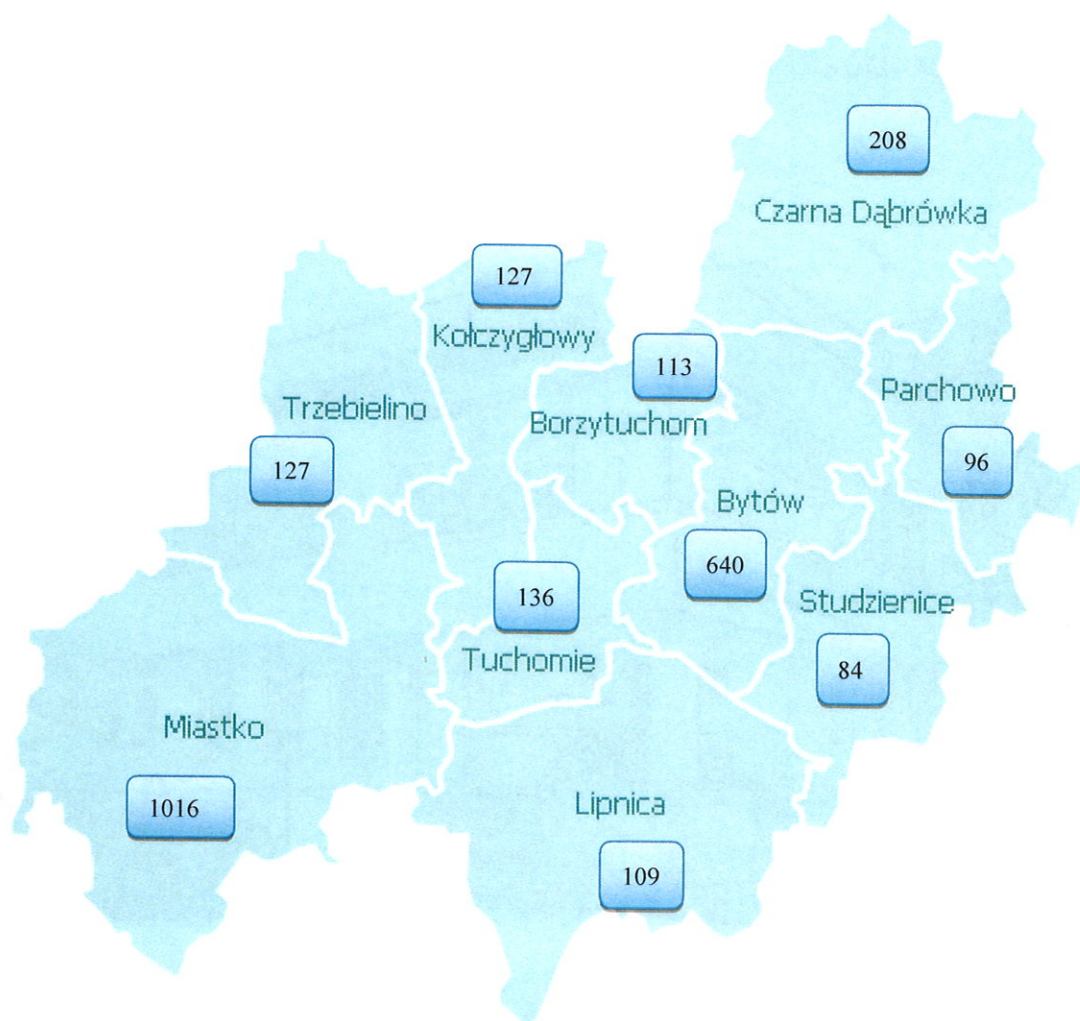 208
Czarna Dąbrówka
127
Kołczygłowy
113
Borzytuchom
Parchowo
96
Trzebielino
127
Bytów
640
136
Tuchomie
Studzienice
84
Miastko
1016
Lipnica
109